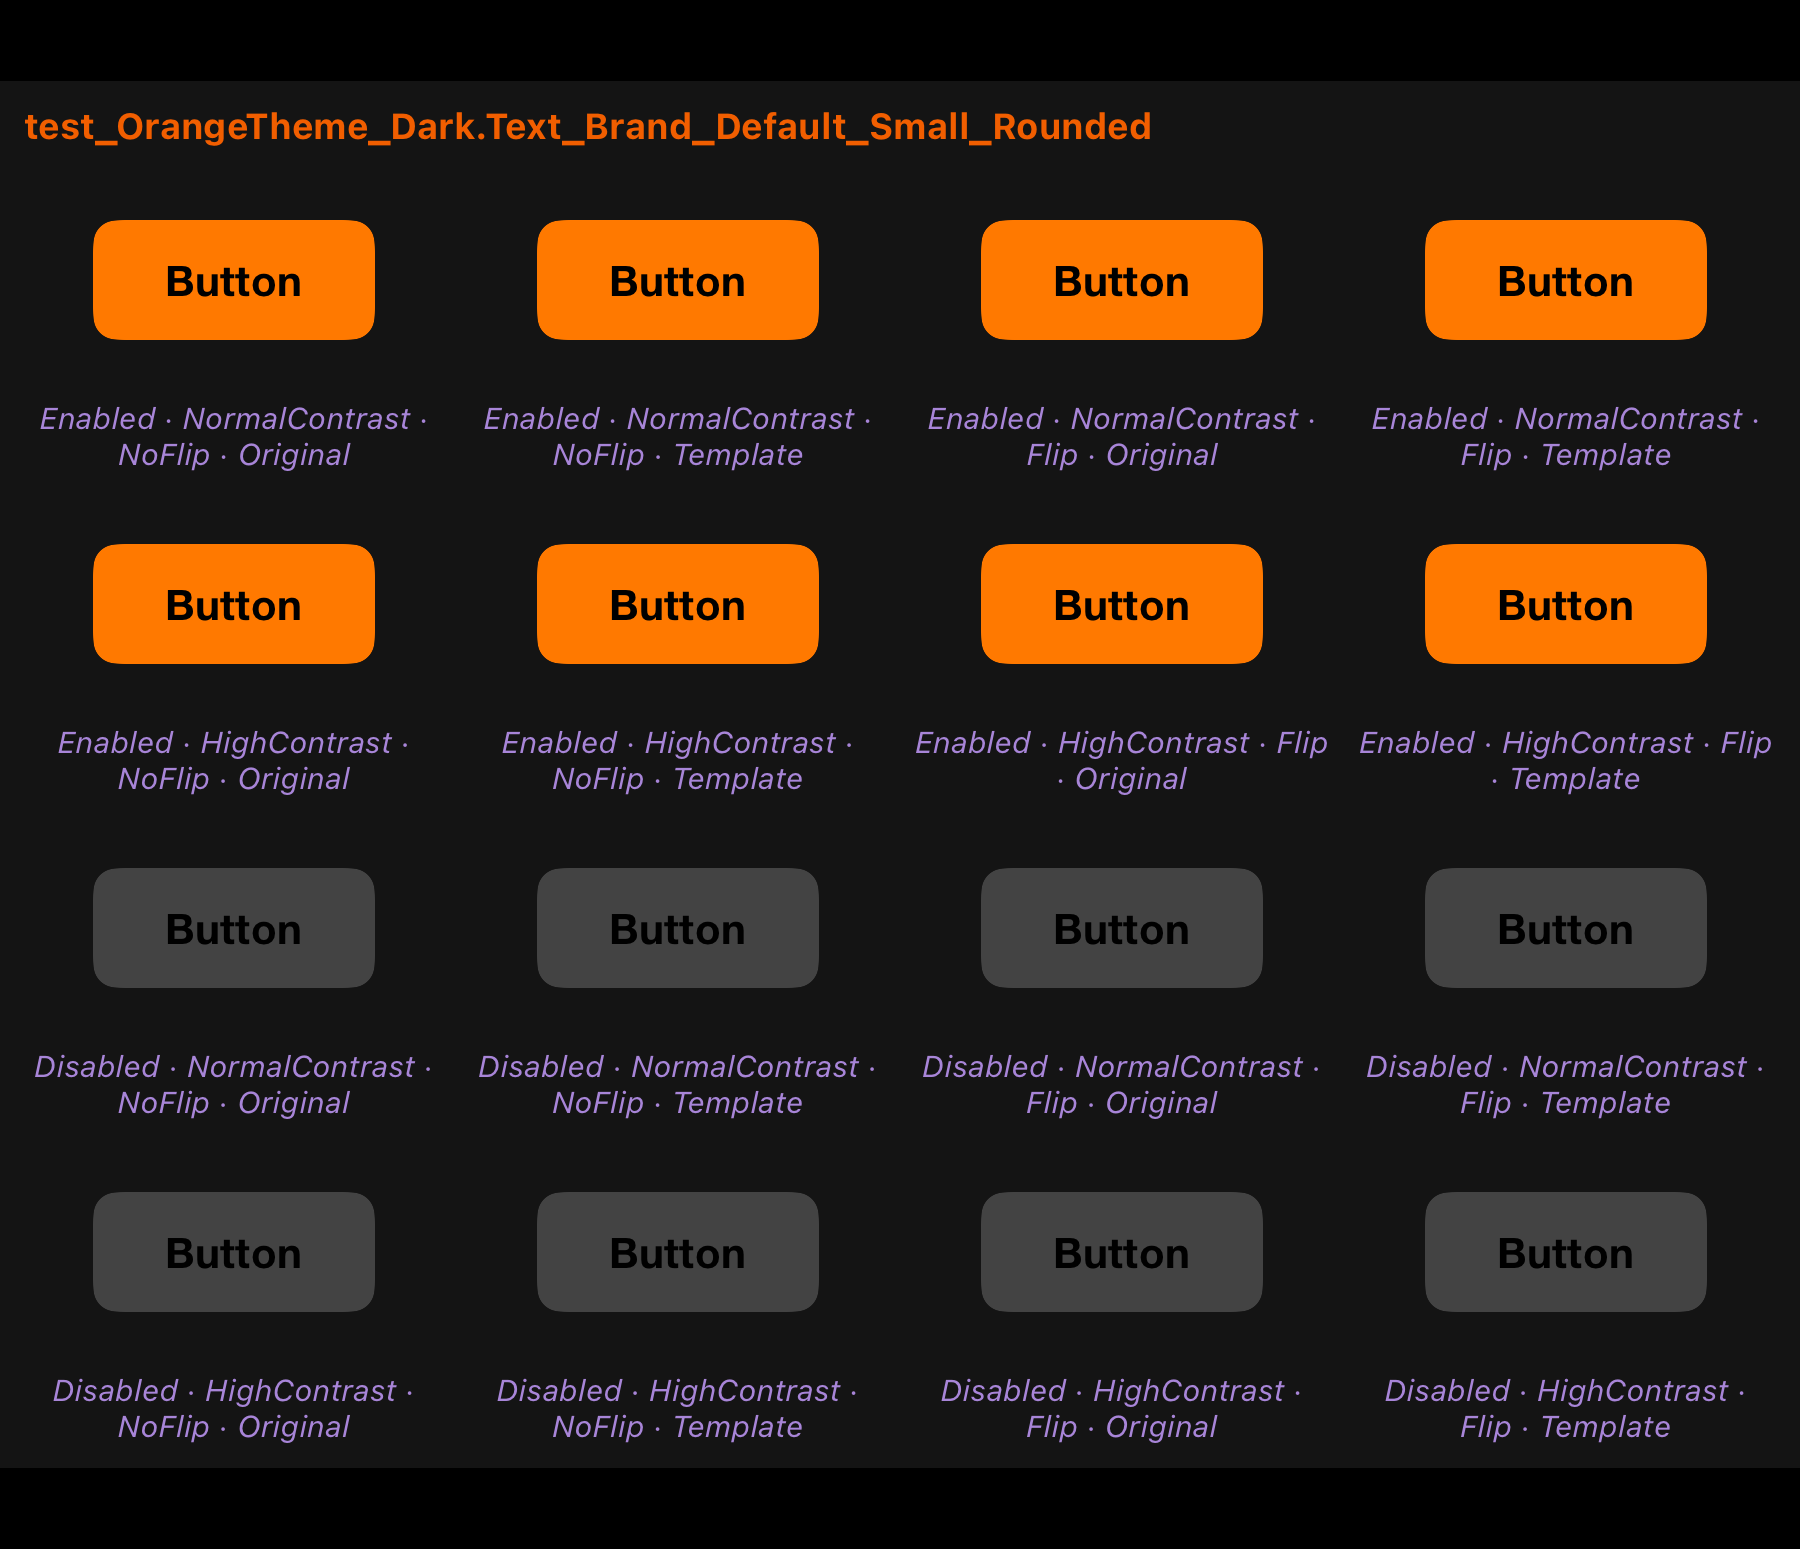 test_OrangeTheme_Dark.Text_Brand_Default_Small_Rounded
Button Button Button Button
Enabled · NormalContrast · Enabled · NormalContrast · Enabled · NormalContrast · Enabled · NormalContrast ·
NoFlip · Original NoFlip · Template Flip · Original Flip · Template
Button Button Button Button
Enabled · HighContrast · Enabled · HighContrast · Enabled · HighContrast · Flip Enabled · HighContrast · Flip
NoFlip · Original NoFlip · Template · Original · Template
Button Button Button Button
Disabled · NormalContrast · Disabled · NormalContrast · Disabled · NormalContrast · Disabled · NormalContrast ·
NoFlip · Original NoFlip · Template Flip · Original Flip · Template
Button Button Button Button
Disabled · HighContrast · Disabled · HighContrast · Disabled · HighContrast · Disabled · HighContrast ·
NoFlip · Original NoFlip · Template Flip · Original Flip · Template